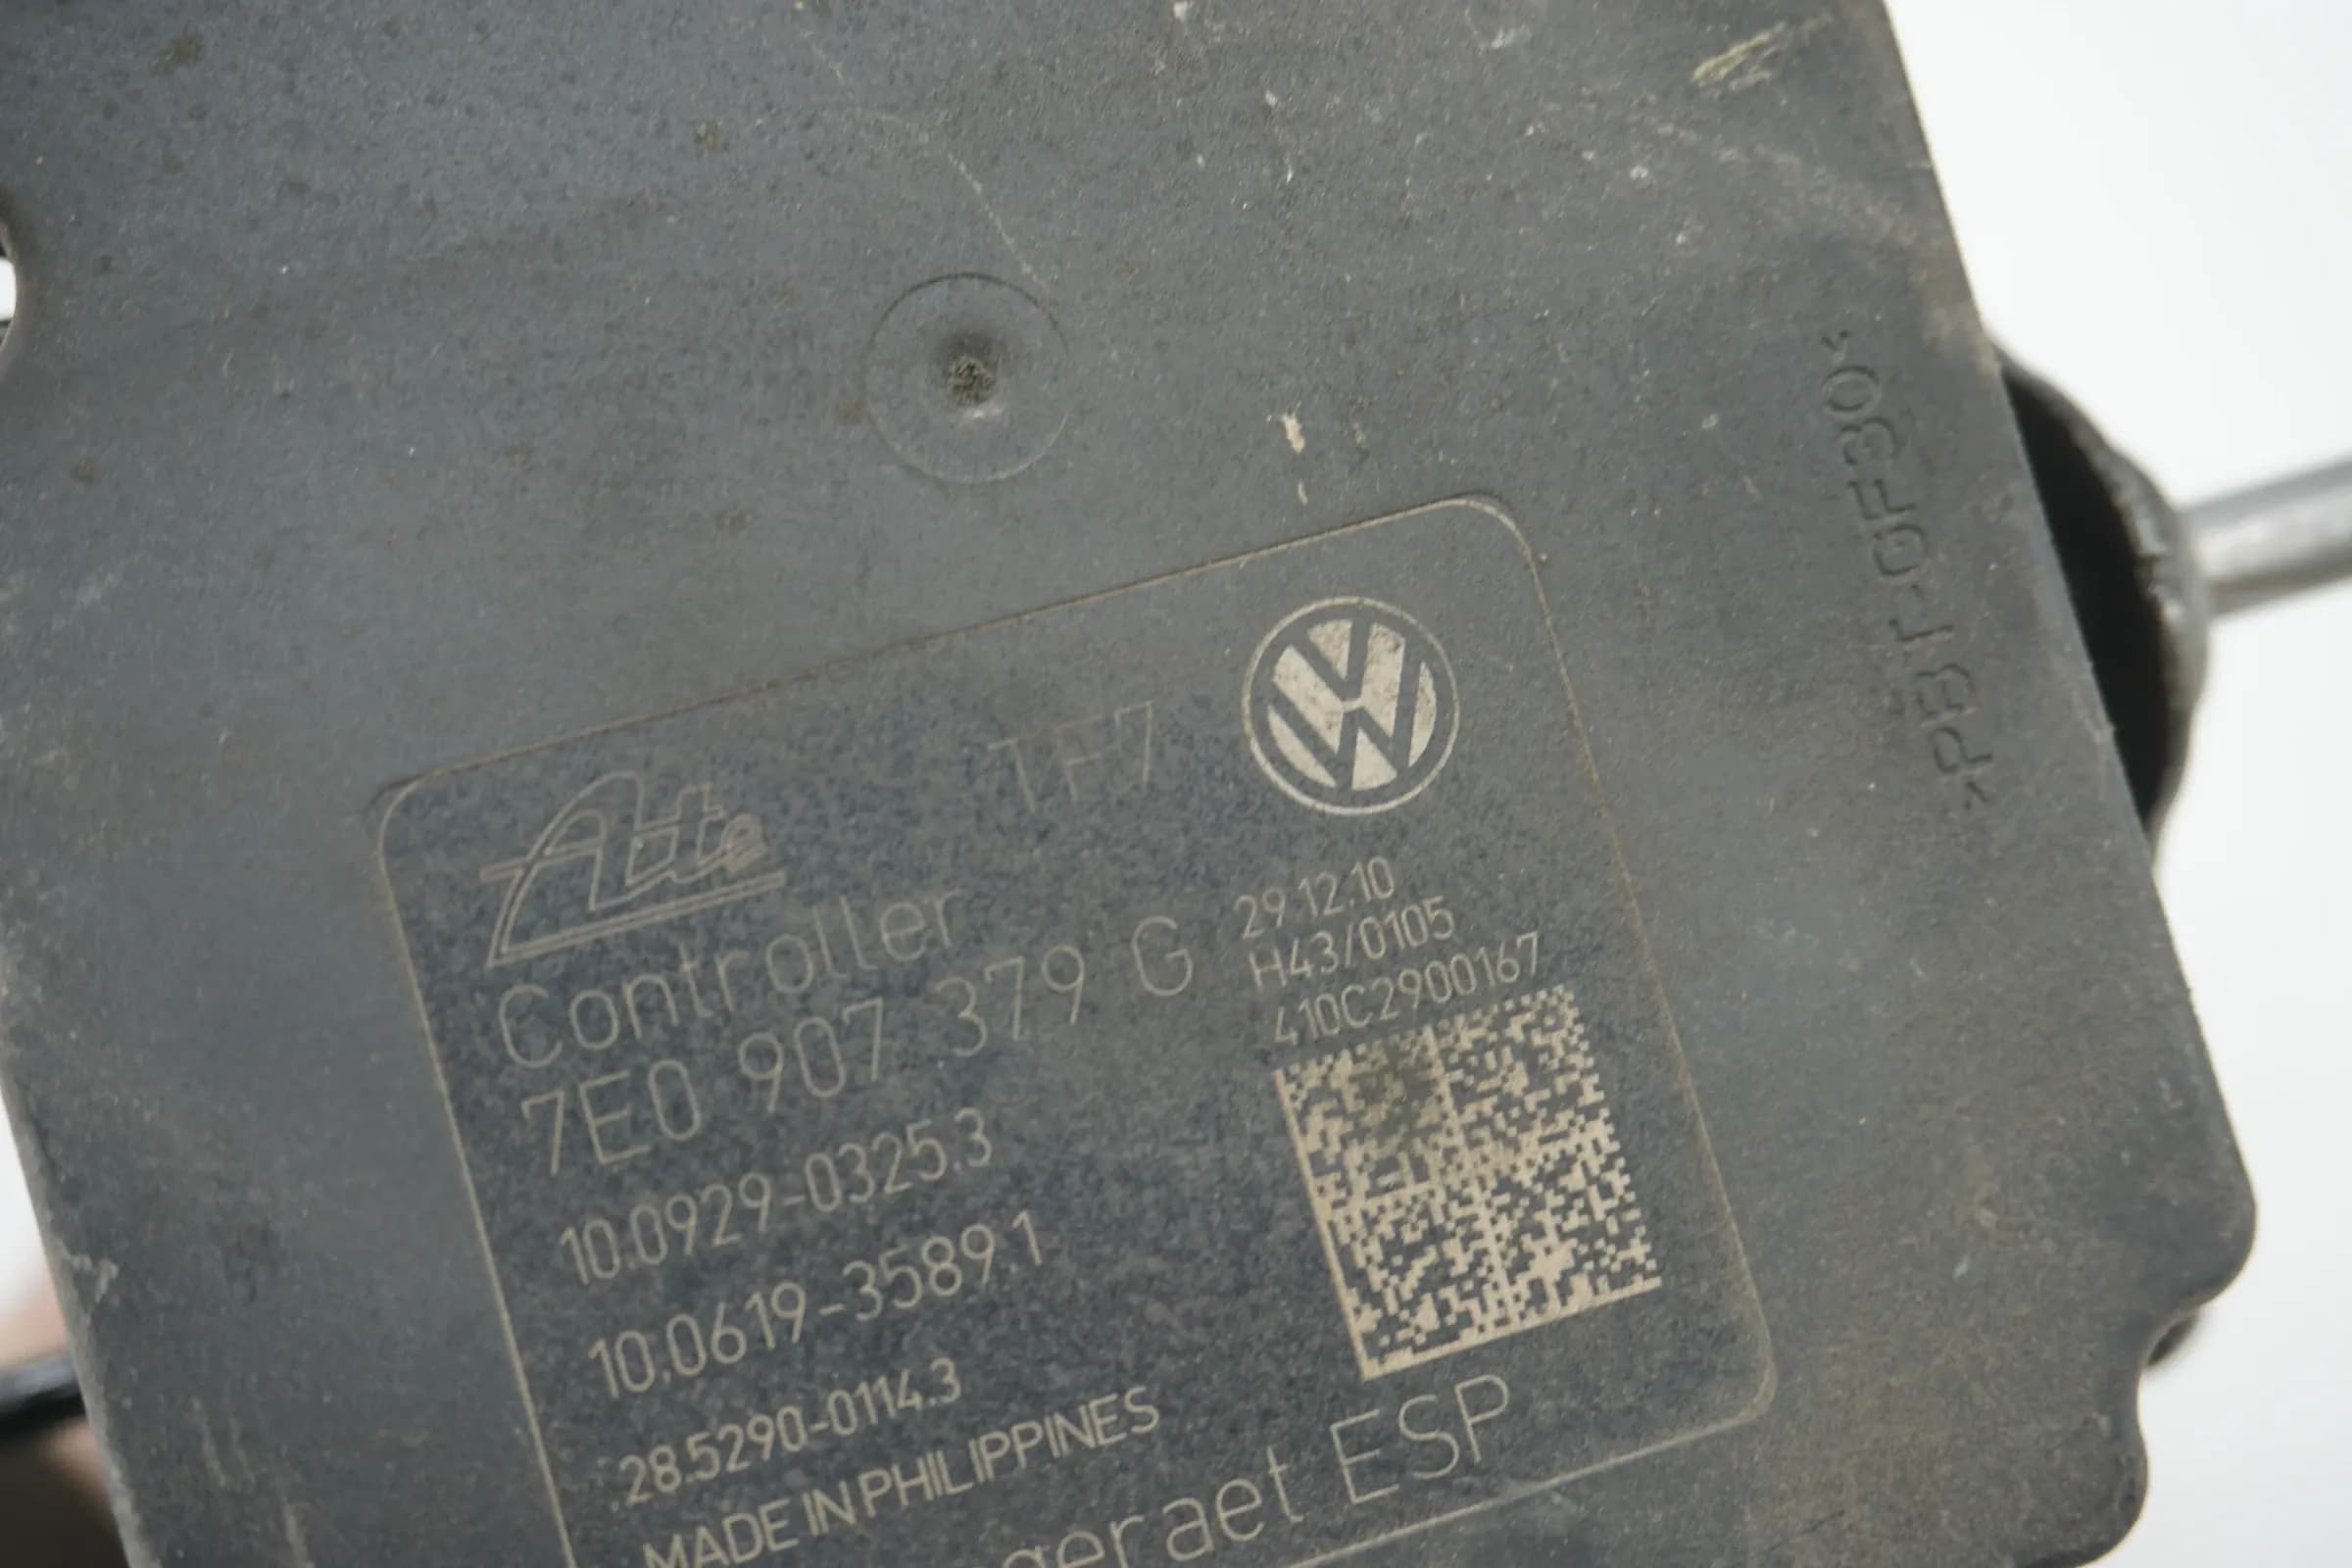 >PBT-GF30<
Ate
TF7
Controller
7E0 907 379 G
29.12.10
H43/0105
410C2900167
10.0929-0325.3
10.0619-3589.1
28.5290-0114.3
MADE IN PHILIPPINES
ESP